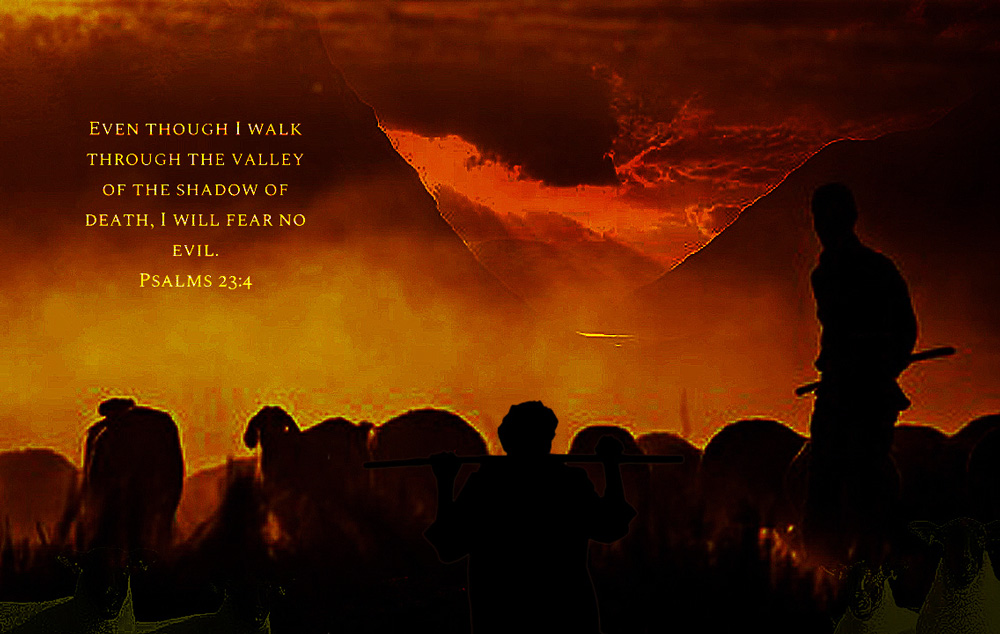 Even though I walk
through the valley
of the shadow of
death, I will fear no
evil.
Psalms 23:4